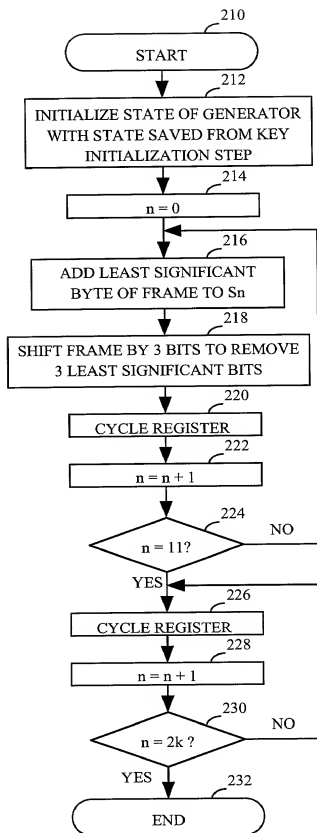 210
START
212
INITIALIZE STATE OF GENERATOR
WITH STATE SAVED FROM KEY
INITIALIZATION STEP
214
n = 0
216
ADD LEAST SIGNIFICANT
BYTE OF FRAME TO Sn
218
SHIFT FRAME BY 3 BITS TO REMOVE
3 LEAST SIGNIFICANT BITS
220
CYCLE REGISTER
222
n = n + 1
224
n = 11?
NO
YES
226
CYCLE REGISTER
228
n = n + 1
230
n = 2k ?
NO
YES
232
END